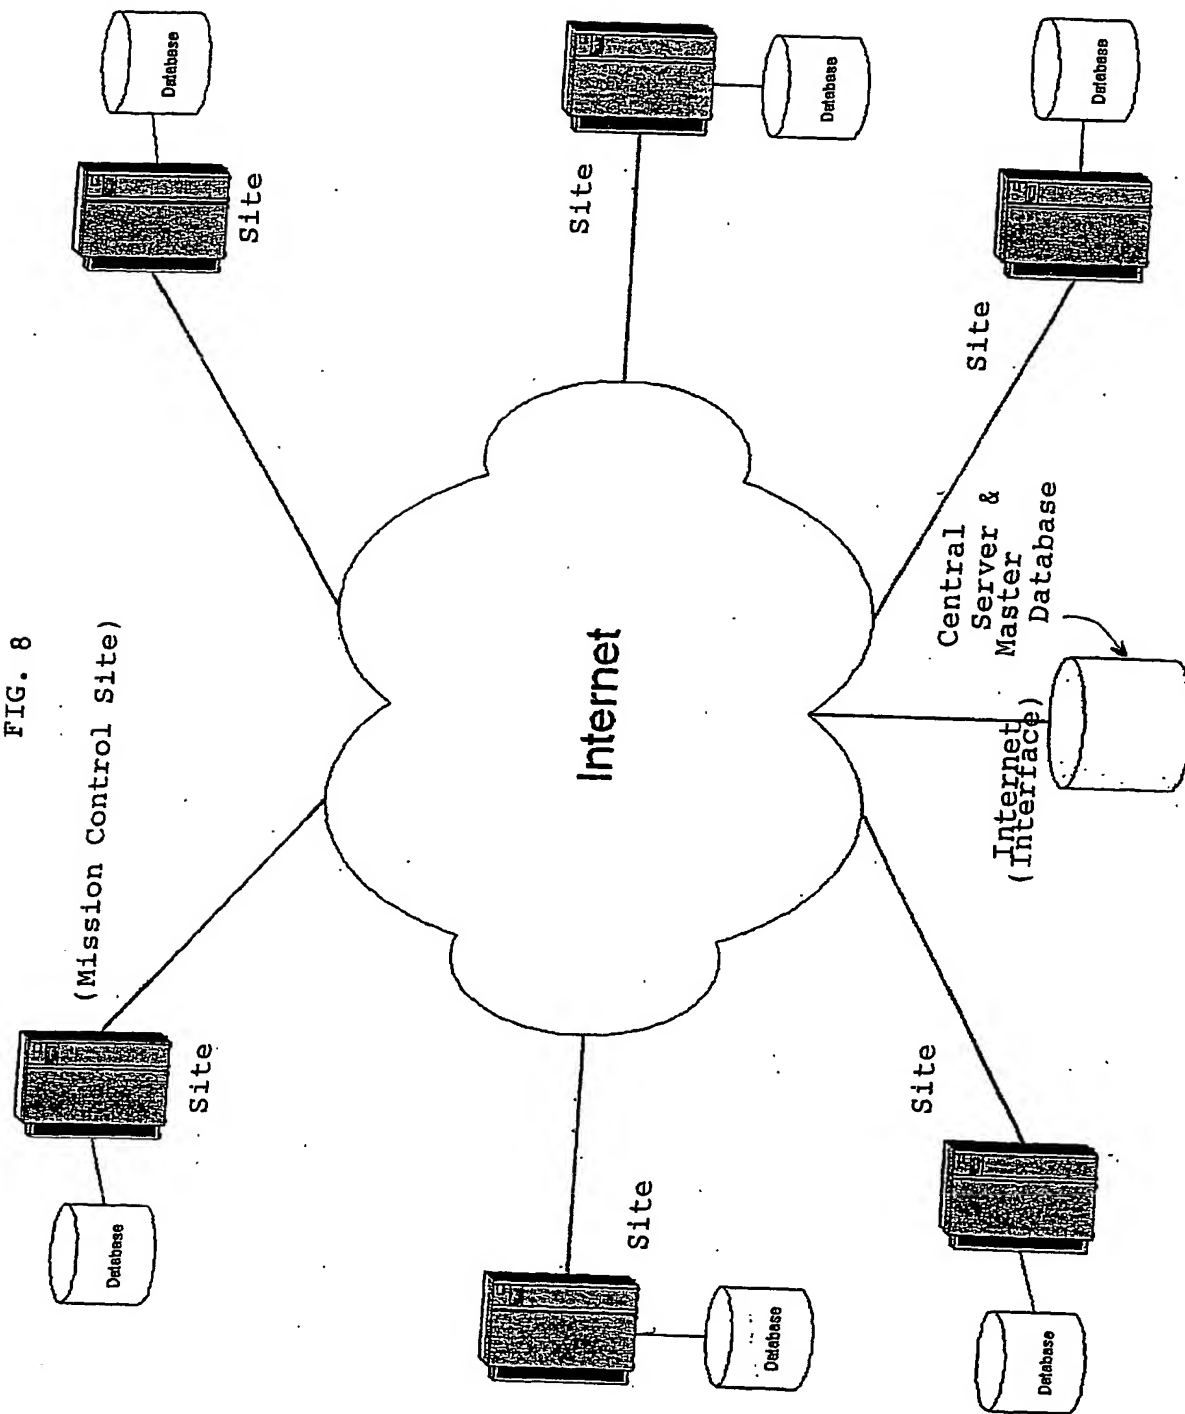 FIG. 8
(Mission Control Site)
Database
Site
Database
Site
Database
Site
Internet
Site
Database
Site
Database
Site
Database
Central
Server &
Master
Database
Internet
(Interface)